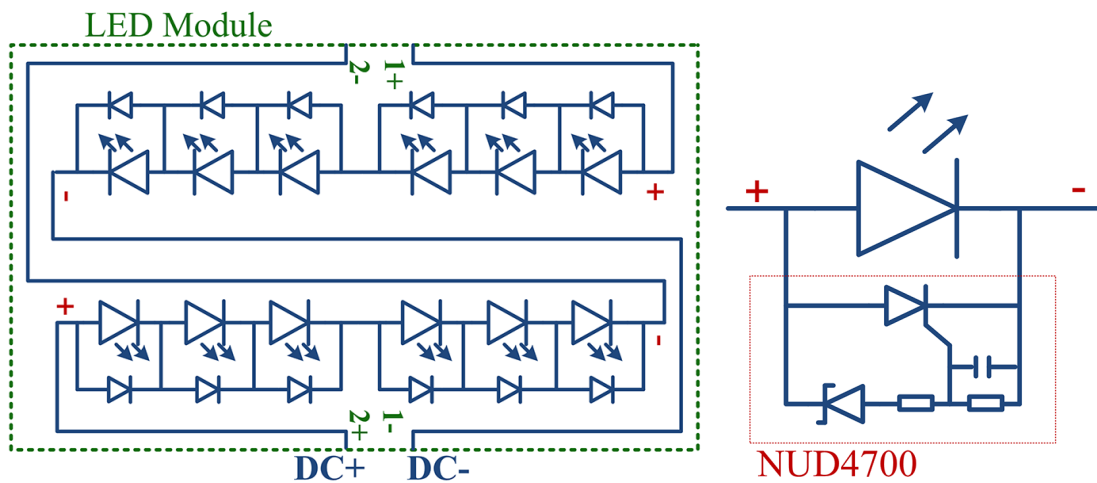 LED Module
2-
1+
-
+
+
-
2+
1-
DC+
DC-
+
-
NUD4700